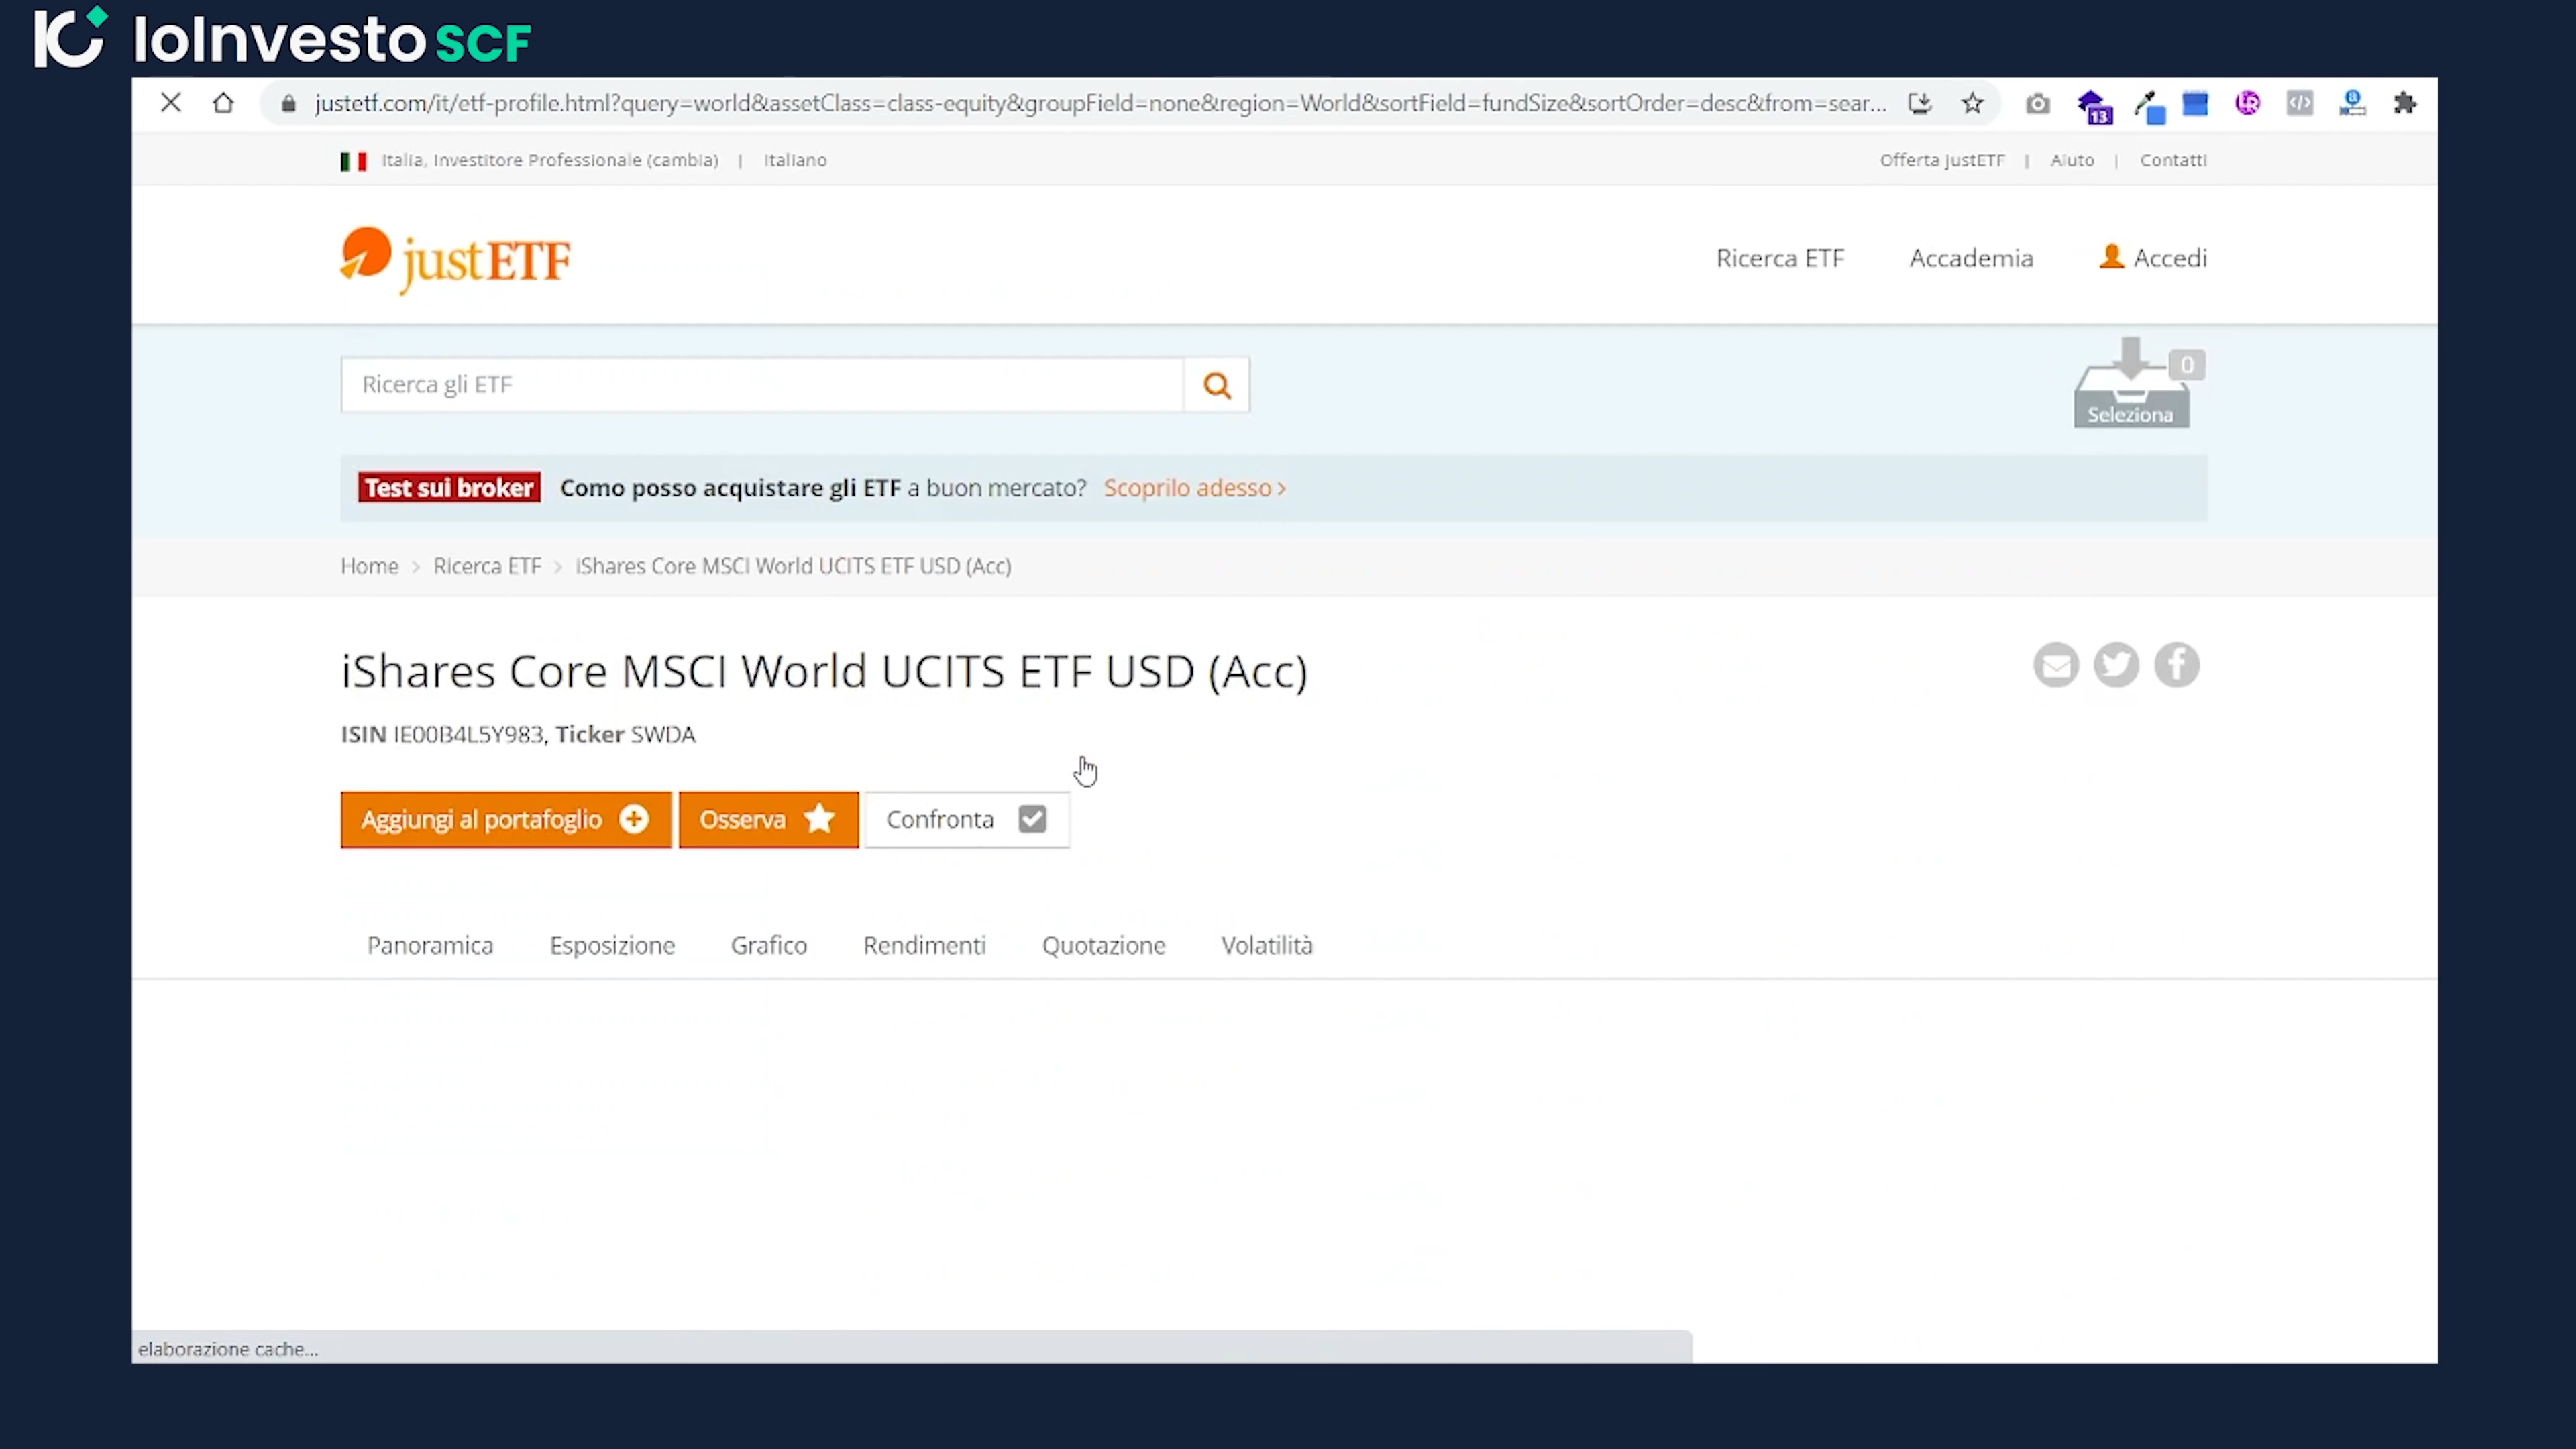 IoInvesto SCF
justetf.com/it/etf-profile.html?query=world&assetClass=class-equity&groupField=none&region=World&sortField=fundSize&sortOrder=desc&from=sear...
13
Italia, Investitore Professionale (cambia) | Italiano
Offerta justETF | Aiuto | Contatti
justETF
Ricerca ETF
Accademia
Accedi
Ricerca gli ETF
0
Seleziona
Test sui broker Como posso acquistare gli ETF a buon mercato? Scoprilo adesso >
Home > Ricerca ETF > iShares Core MSCI World UCITS ETF USD (Acc)
iShares Core MSCI World UCITS ETF USD (Acc)
ISIN IE00B4L5Y983, Ticker SWDA
Aggiungi al portafoglio
Osserva
Confronta
Panoramica
Esposizione
Grafico
Rendimenti
Quotazione
Volatilità
elaborazione cache...